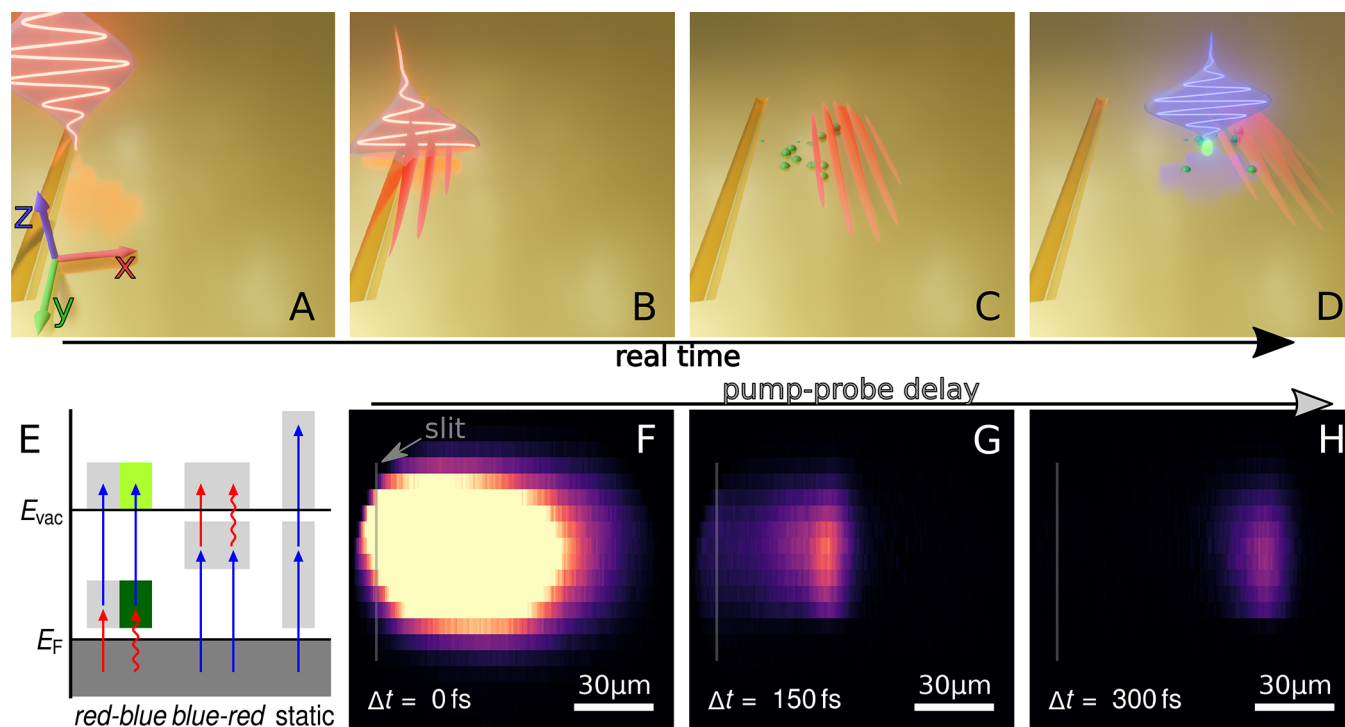 z
x
y
A
B
C
D
real time
pump-probe delay
E
E_vac
E_F
red-blue blue-red static
slit
F
Δt = 0 fs
30μm
G
Δt = 150 fs
30μm
H
Δt = 300 fs
30μm